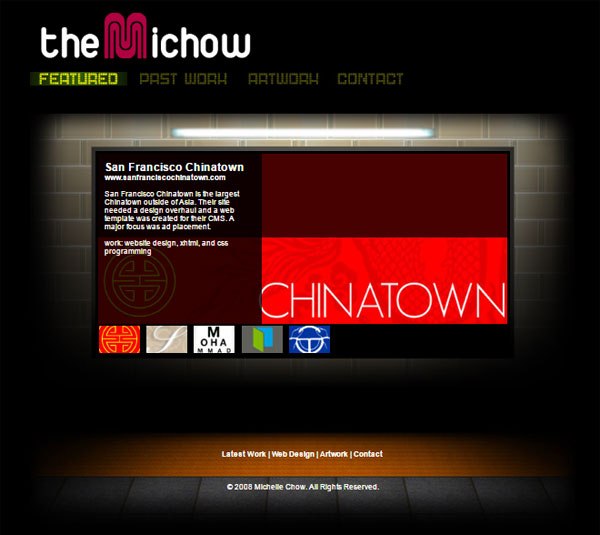 the Michow
FEATURED PAST WORK ARTWORK CONTACT
San Francisco Chinatown
www.sanfranciscochinatown.com
San Francisco Chinatown is the largest
Chinatown outside of Asia. Their site
needed a design overhaul and a web
template was created for their CMS. A
major focus was ad placement.
work: website design, xhtml, and css
programming
CHINATOWN
M
OHA
MMAD
Latest Work | Web Design | Artwork | Contact
© 2008 Michelle Chow. All Rights Reserved.